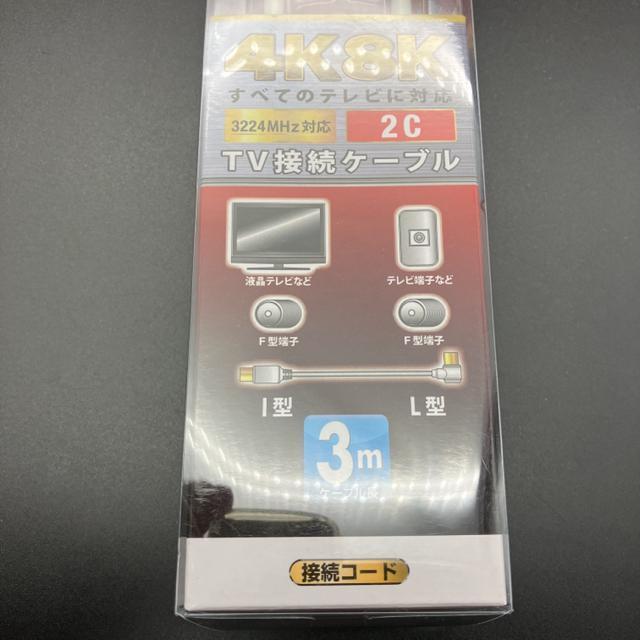 4K8K
すべてのテレビに対応
3224MHz対応 2C
TV接続ケーブル
液晶テレビなど テレビ端子など
F型端子 F型端子
I型 L型
3m
ケーブル長
接続コード